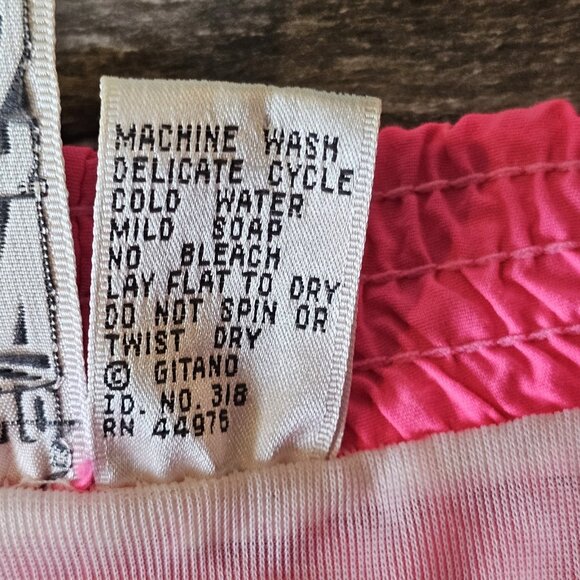 MACHINE WASH
DELICATE CYCLE
COLD WATER
MILD SOAP
NO BLEACH
LAY FLAT TO DRY
DO NOT SPIN OR
TWIST DRY
© GITANO
ID. NO. 318
RN 44976